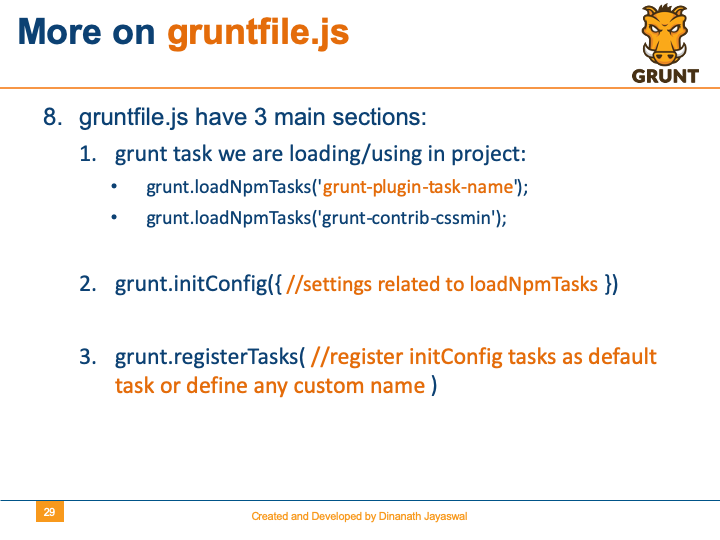 More on gruntfile.js
GRUNT
8. gruntfile.js have 3 main sections:
1. grunt task we are loading/using in project:
• grunt.loadNpmTasks('grunt-plugin-task-name');
• grunt.loadNpmTasks('grunt-contrib-cssmin');
2. grunt.initConfig({ //settings related to loadNpmTasks })
3. grunt.registerTasks( //register initConfig tasks as default
task or define any custom name )
29
Created and Developed by Dinanath Jayaswal